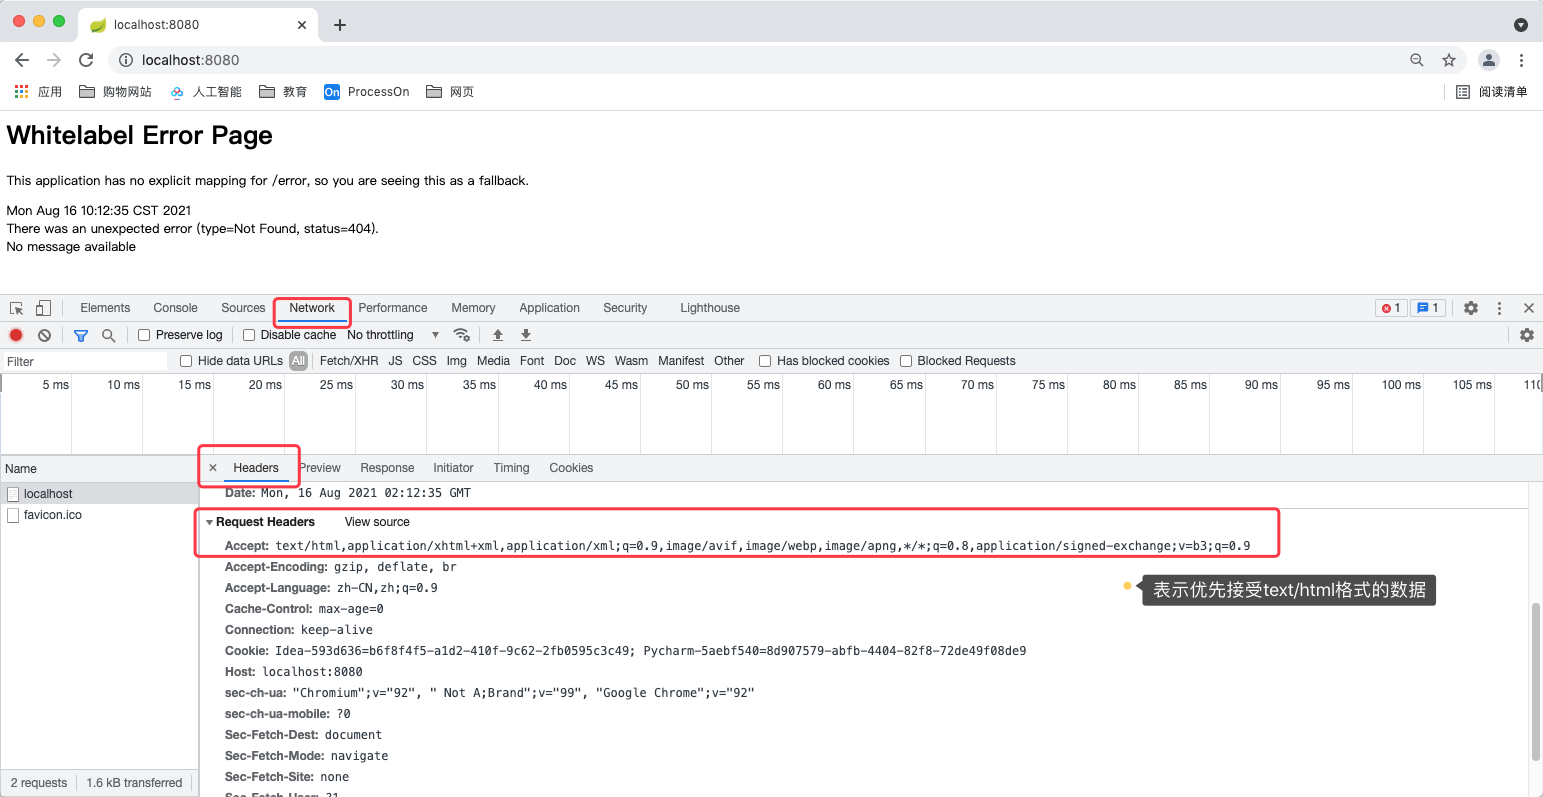 localhost:8080
localhost:8080
应用 购物网站 人工智能 教育 On ProcessOn 网页 阅读清单
Whitelabel Error Page
This application has no explicit mapping for /error, so you are seeing this as a fallback.
Mon Aug 16 10:12:35 CST 2021
There was an unexpected error (type=Not Found, status=404).
No message available
Elements Console Sources Network Performance Memory Application Security Lighthouse 1 1
Preserve log Disable cache No throttling
Filter Hide data URLs All Fetch/XHR JS CSS Img Media Font Doc WS Wasm Manifest Other Has blocked cookies Blocked Requests
5 ms 10 ms 15 ms 20 ms 25 ms 30 ms 35 ms 40 ms 45 ms 50 ms 55 ms 60 ms 65 ms 70 ms 75 ms 80 ms 85 ms 90 ms 95 ms 100 ms 105 ms
Name × Headers Preview Response Initiator Timing Cookies
localhost
favicon.ico
Date: Mon, 16 Aug 2021 02:12:35 GMT
Request Headers View source
Accept: text/html,application/xhtml+xml,application/xml;q=0.9,image/avif,image/webp,image/apng,*/*;q=0.8,application/signed-exchange;v=b3;q=0.9
Accept-Encoding: gzip, deflate, br
表示优先接受text/html格式的数据
Accept-Language: zh-CN,zh;q=0.9
Cache-Control: max-age=0
Connection: keep-alive
Cookie: Idea-593d636=b6f8f4f5-a1d2-410f-9c62-2fb0595c3c49; Pycharm-5aebf540=8d907579-abfb-4404-82f8-72de49f08de9
Host: localhost:8080
sec-ch-ua: "Chromium";v="92", " Not A;Brand";v="99", "Google Chrome";v="92"
sec-ch-ua-mobile: ?0
Sec-Fetch-Dest: document
Sec-Fetch-Mode: navigate
Sec-Fetch-Site: none
Sec-Fetch-User: ?1
2 requests 1.6 kB transferred